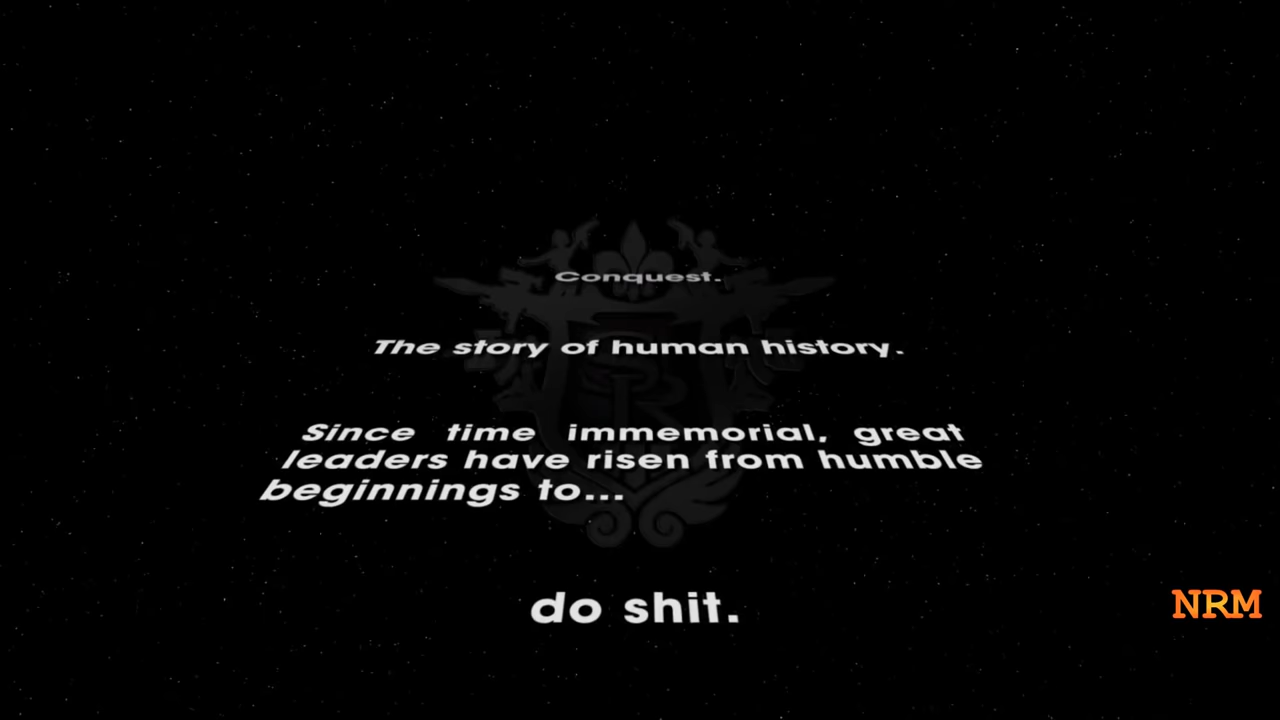 Conquest.
The story of human history.
Since time immemorial, great
leaders have risen from humble
beginnings to...
do shit.
NRM